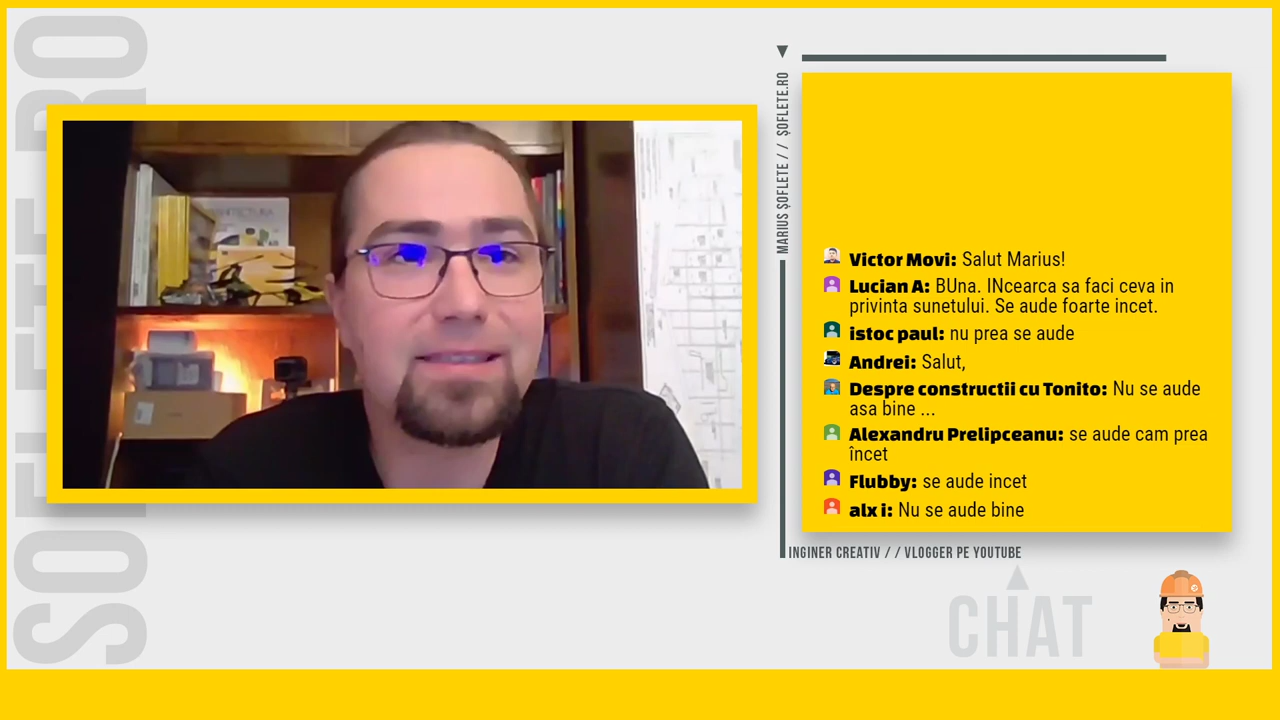 SOFLETE RO
MARIUS ȘOFLETE // ȘOFLETE.RO
Victor Movi: Salut Marius!
Lucian A: BUna. INcearca sa faci ceva in
privinta sunetului. Se aude foarte incet.
istoc paul: nu prea se aude
Andrei: Salut,
Despre constructii cu Tonito: Nu se aude
asa bine ...
Alexandru Prelipceanu: se aude cam prea
încet
Flubby: se aude incet
alx i: Nu se aude bine
INGINER CREATIV // VLOGGER PE YOUTUBE
CHAT